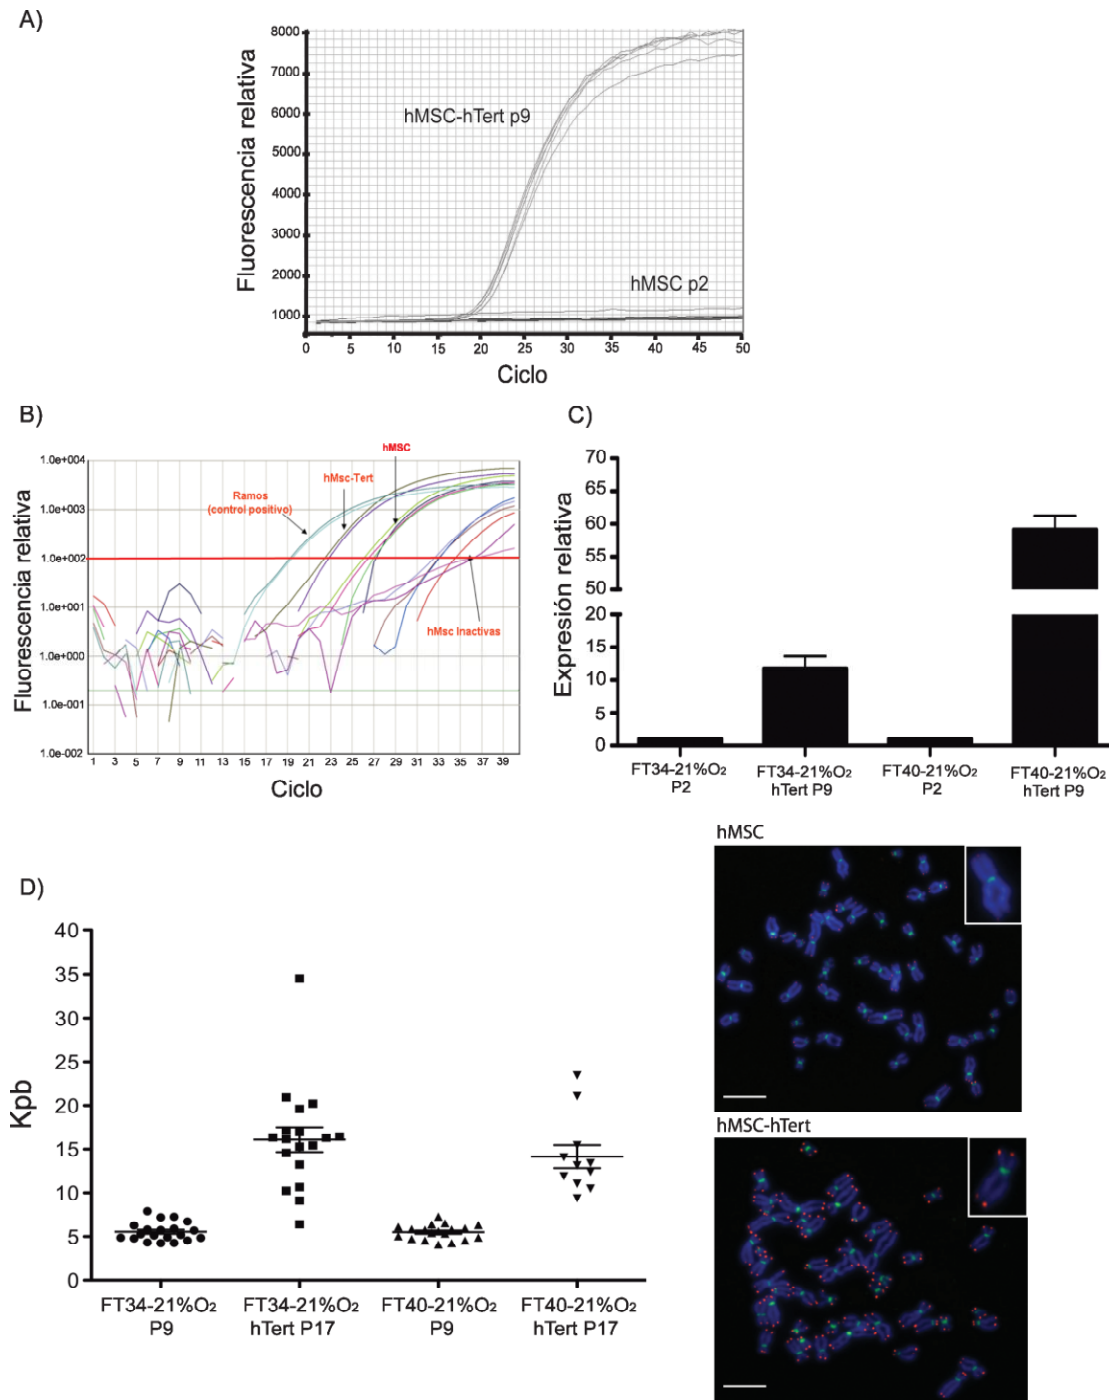 A)
Fluorescencia relativa
8000
7000
6000
5000
4000
3000
2000
1000
hMSC-hTert p9
hMSC p2
0 5 10 15 20 25 30 35 40 45 50
Ciclo
B)
Fluorescencia relativa
1.0e+004
1.0e+003
1.0e+002
1.0e+001
1.0e+000
1.0e-001
1.0e-002
Ramos
(control positivo)
hMsc-Tert
hMSC
hMsc Inactivas
1 3 5 7 9 11 13 15 17 19 21 23 25 27 29 31 33 35 37 39
Ciclo
C)
Expresión relativa
70
65
60
55
50
20
15
10
5
0
FT34-21%O₂
P2
FT34-21%O₂
hTert P9
FT40-21%O₂
P2
FT40-21%O₂
hTert P9
D)
Kpb
40
35
30
25
20
15
10
5
0
FT34-21%O₂
P9
FT34-21%O₂
hTert P17
FT40-21%O₂
P9
FT40-21%O₂
hTert P17
hMSC
hMSC-hTert